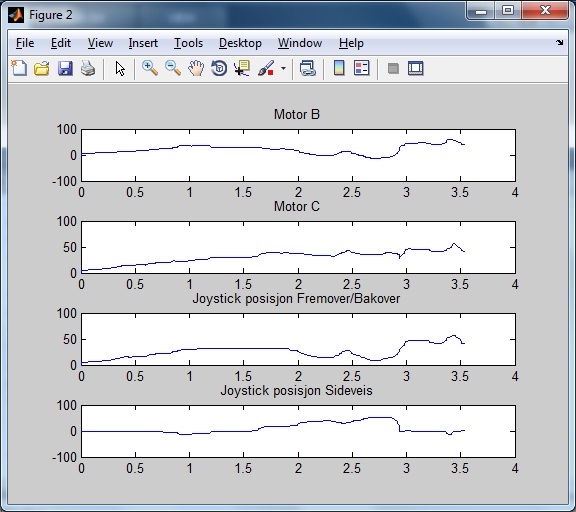 Figure 2
File Edit View Insert Tools Desktop Window Help
Motor B
100
0
-100
0 0.5 1 1.5 2 2.5 3 3.5 4
Motor C
100
50
0
0 0.5 1 1.5 2 2.5 3 3.5 4
Joystick posisjon Fremover/Bakover
100
50
0
0 0.5 1 1.5 2 2.5 3 3.5 4
Joystick posisjon Sideveis
100
0
-100
0 0.5 1 1.5 2 2.5 3 3.5 4